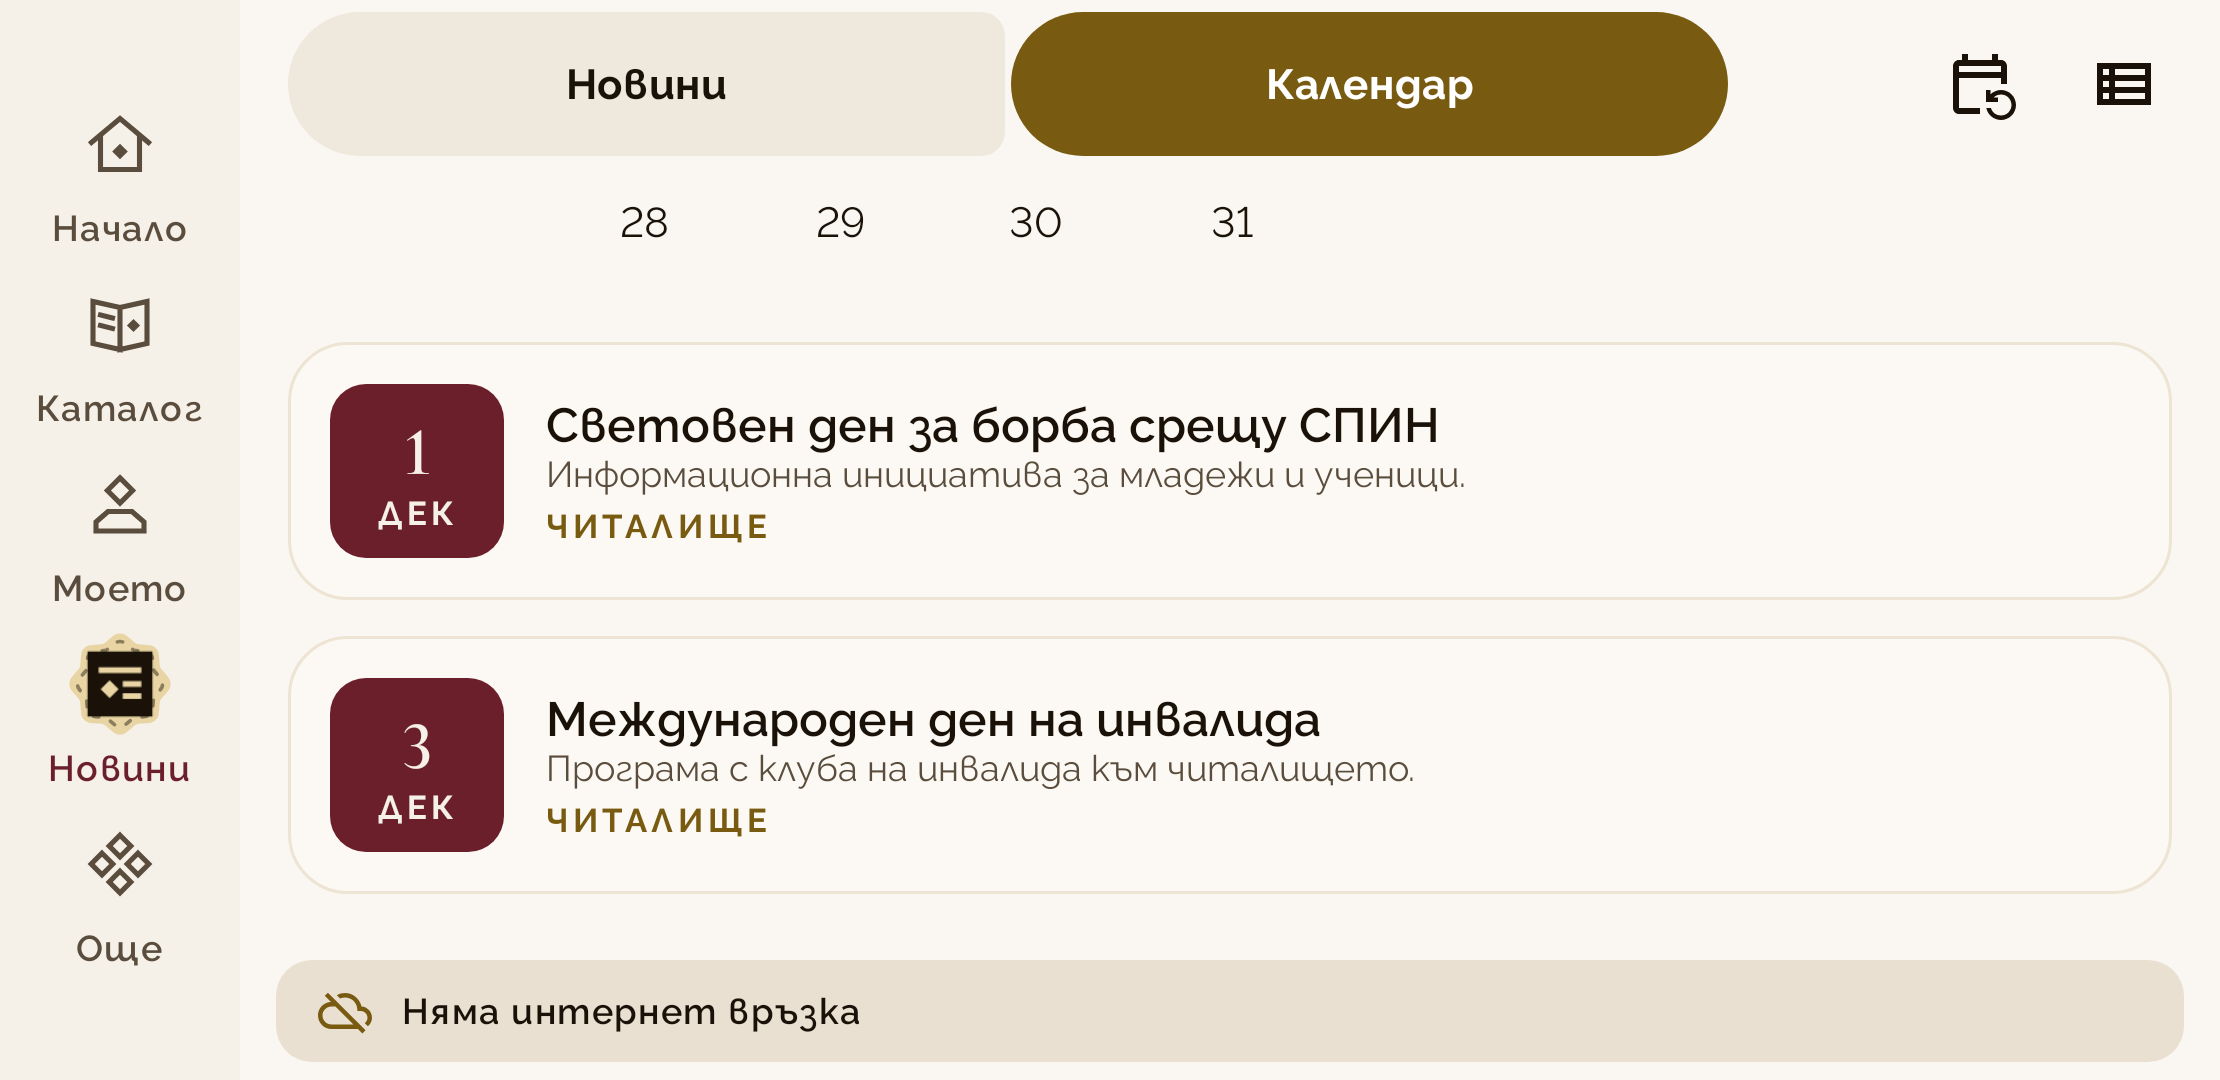 Новини
Календар
Начало
Каталог
Моето
Новини
Още
28 29 30 31
1
ДЕК
Световен ден за борба срещу СПИН
Информационна инициатива за младежи и ученици.
ЧИТАЛИЩЕ
3
ДЕК
Международен ден на инвалида
Програма с клуба на инвалида към читалището.
ЧИТАЛИЩЕ
Няма интернет връзка